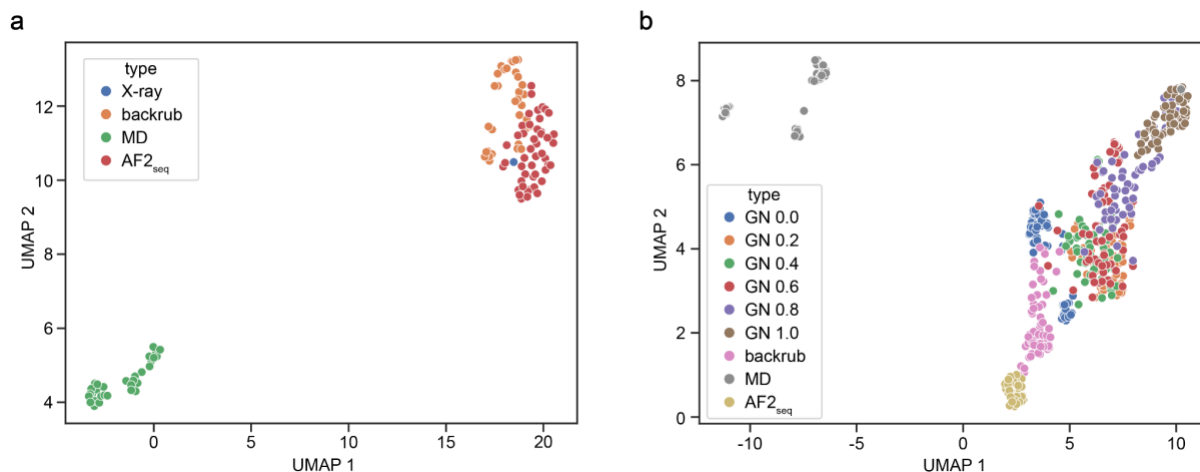 a
type
X-ray
backrub
MD
AF2seq
12
10
8
6
4
UMAP 2
0
5
10
15
20
UMAP 1
b
8
6
4
2
0
UMAP 2
type
GN 0.0
GN 0.2
GN 0.4
GN 0.6
GN 0.8
GN 1.0
backrub
MD
AF2seq
-10
-5
0
5
10
UMAP 1